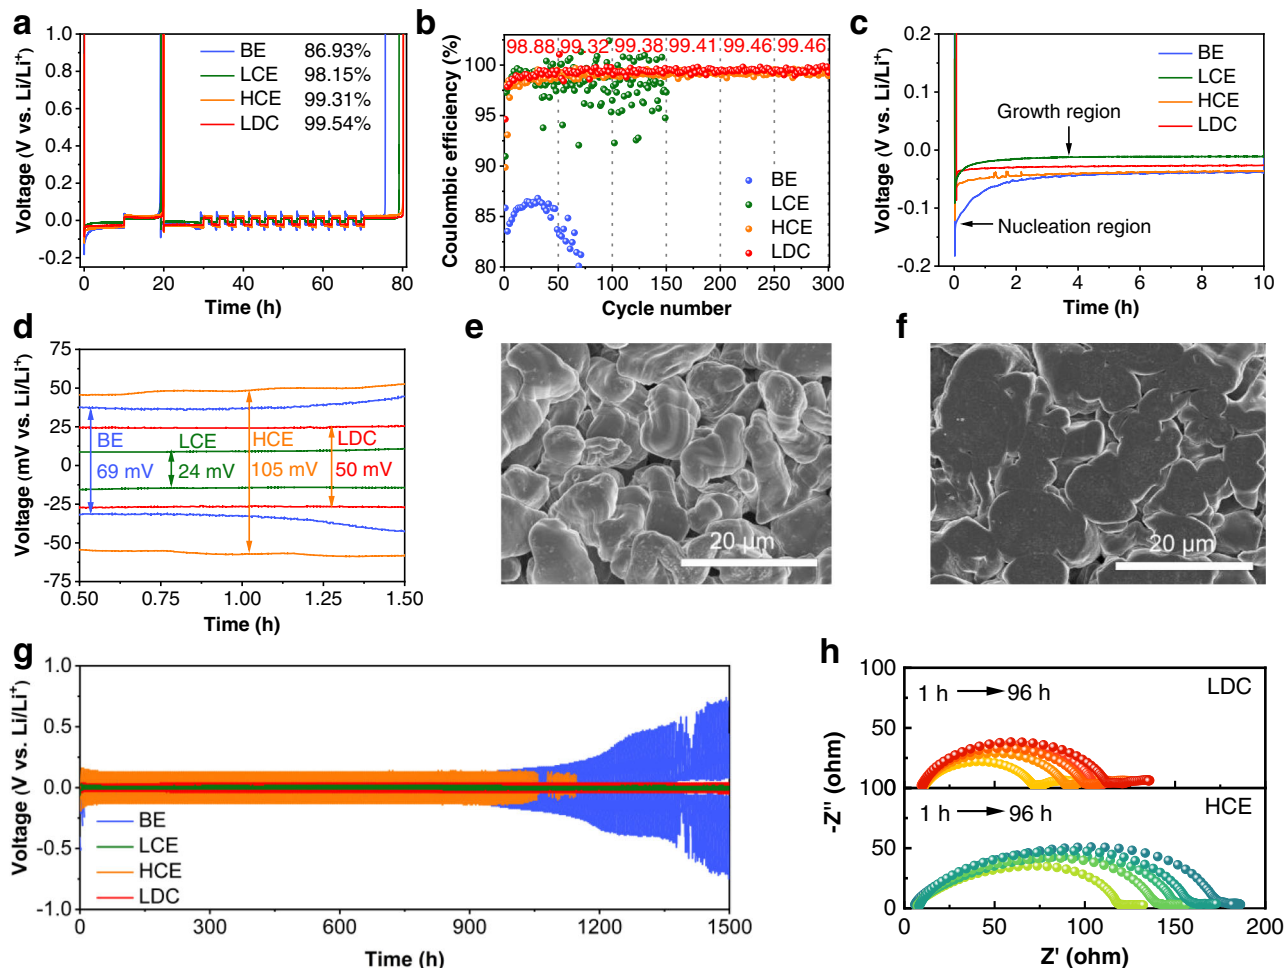 a
Voltage (V vs. Li/Li⁺)
1.0
0.8
0.6
0.4
0.2
0.0
-0.2
BE 86.93%
LCE 98.15%
HCE 99.31%
LDC 99.54%
0 20 40 60 80
Time (h)
b
Coulombic efficiency (%)
100
95
90
85
80
98.88 99.32 99.38 99.41 99.46 99.46
BE
LCE
HCE
LDC
0 50 100 150 200 250 300
Cycle number
c
Voltage (V vs. Li/Li⁺)
0.2
0.1
0.0
-0.1
-0.2
BE
LCE
HCE
LDC
Growth region
Nucleation region
0 2 4 6 8 10
Time (h)
d
Voltage (mV vs. Li/Li⁺)
75
50
25
0
-25
-50
-75
BE
69 mV
LCE
24 mV
HCE
105 mV
LDC
50 mV
0.50 0.75 1.00 1.25 1.50
Time (h)
e
20 μm
f
20 μm
g
Voltage (V vs. Li/Li⁺)
1.0
0.5
0.0
-0.5
-1.0
BE
LCE
HCE
LDC
0 300 600 900 1200 1500
Time (h)
h
-Z'' (ohm)
100
50
100
50
0
1 h 96 h LDC
1 h 96 h HCE
0 50 100 150 200
Z' (ohm)